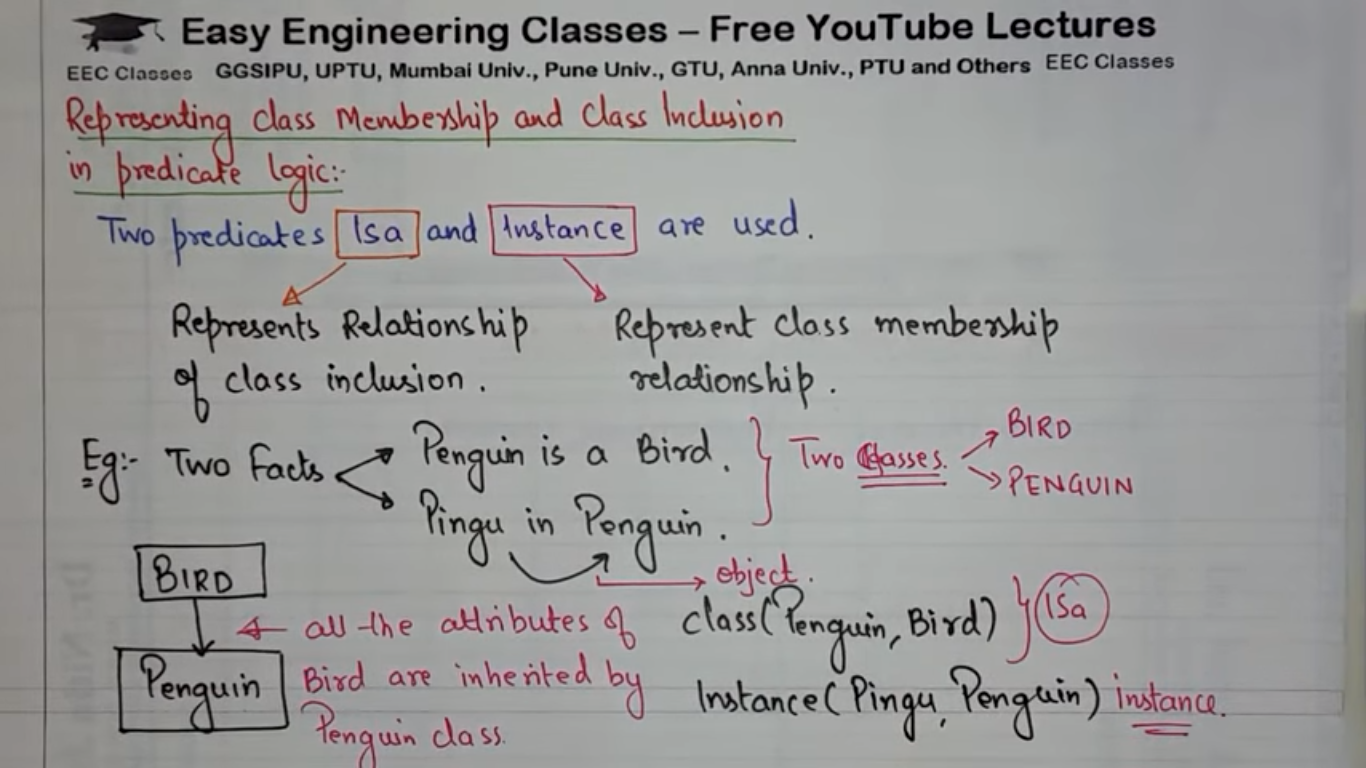 Easy Engineering Classes – Free YouTube Lectures
EEC Classes GGSIPU, UPTU, Mumbai Univ., Pune Univ., GTU, Anna Univ., PTU and Others EEC Classes
Representing class Membership and Class Inclusion
in predicate logic:-
Two predicates Isa and Instance are used.
Represents Relationship
of class inclusion.
Represent class membership
relationship.
Eg:- Two Facts
Penguin is a Bird.
Pingu in Penguin.
Two Classes.
BIRD
PENGUIN
object.
BIRD
Penguin
all the attributes of
Bird are inherited by
Penguin class.
class(Penguin, Bird) Isa
Instance(Pingu, Penguin) instance.